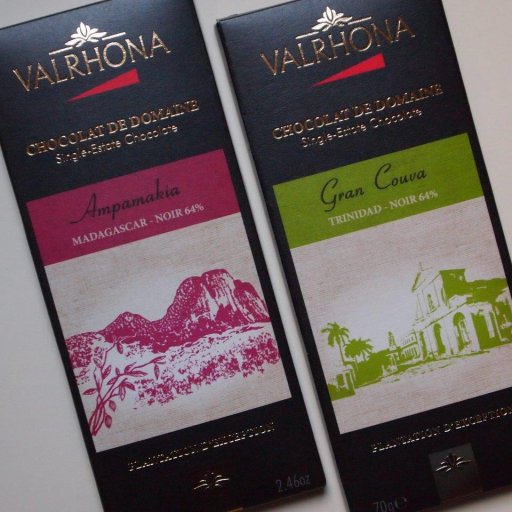 VALRHONA
CHOCOLAT DE DOMAINE
Single-Estate Chocolate
Ampamakia
MADAGASCAR - NOIR 64%
PLANTATION D'EXCEPTION
2.46oz
VALRHONA
CHOCOLAT DE DOMAINE
Single-Estate Chocolate
Gran Couva
TRINIDAD - NOIR 64%
PLANTATION D'EXCEPTION
70g℮